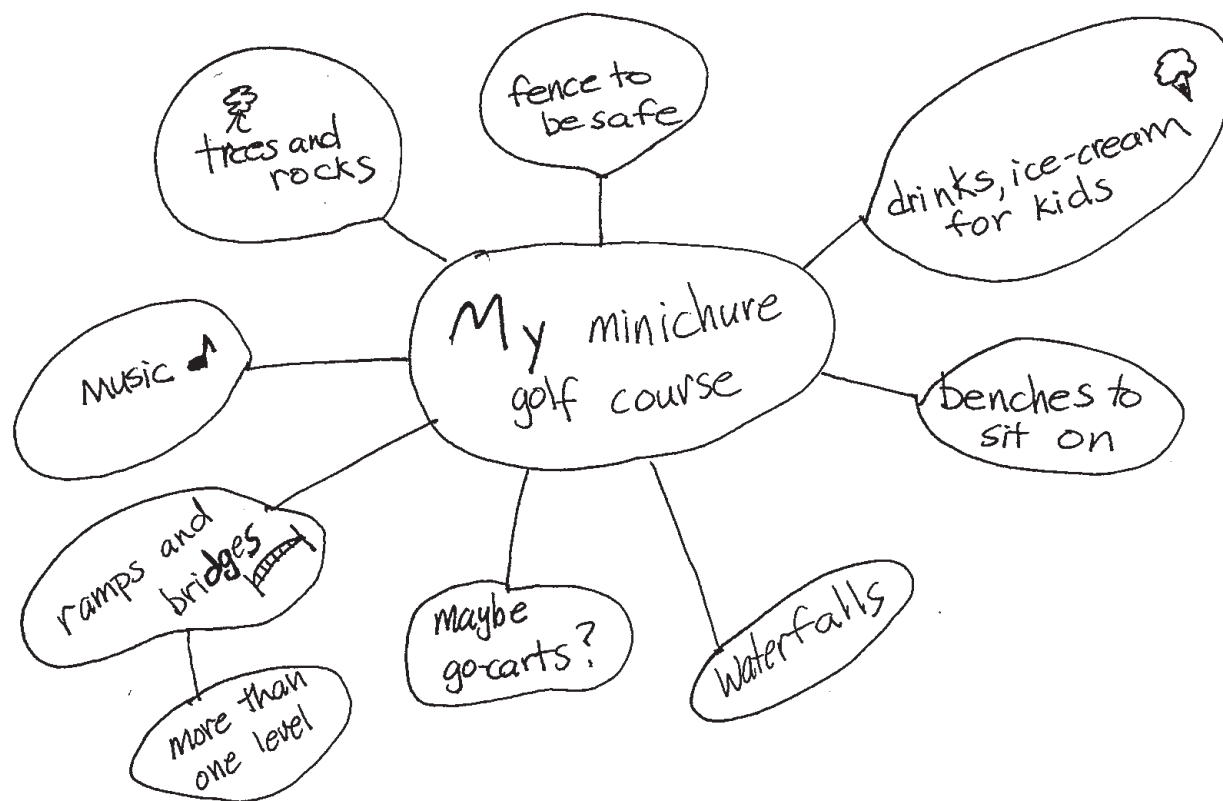 fence to
be safe
trees and
rocks
drinks, ice-cream
for kids
My minichure
golf course
Music
benches to
sit on
ramps and
bridges
maybe
go-carts?
Waterfalls
more than
one level